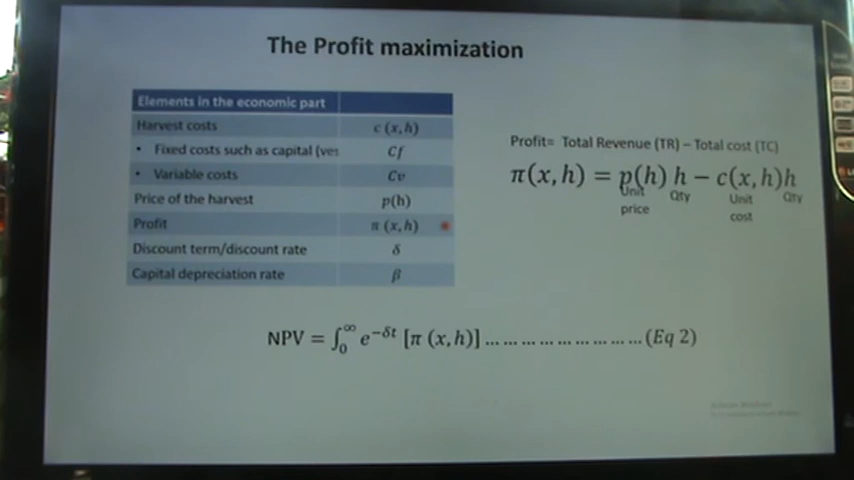 The Profit maximization
Elements in the economic part
Harvest costs c (x, h)
• Fixed costs such as capital (ves Cf
• Variable costs Cv
Price of the harvest p(h)
Profit π (x, h)
Discount term/discount rate δ
Capital depreciation rate β
Profit= Total Revenue (TR) – Total cost (TC)
π(x, h) = p(h) h − c(x, h)h
Unit price Qty Unit cost Qty
NPV = ∫₀^∞ e^−δt [π (x, h)] … … … … … … … … … (Eq 2)